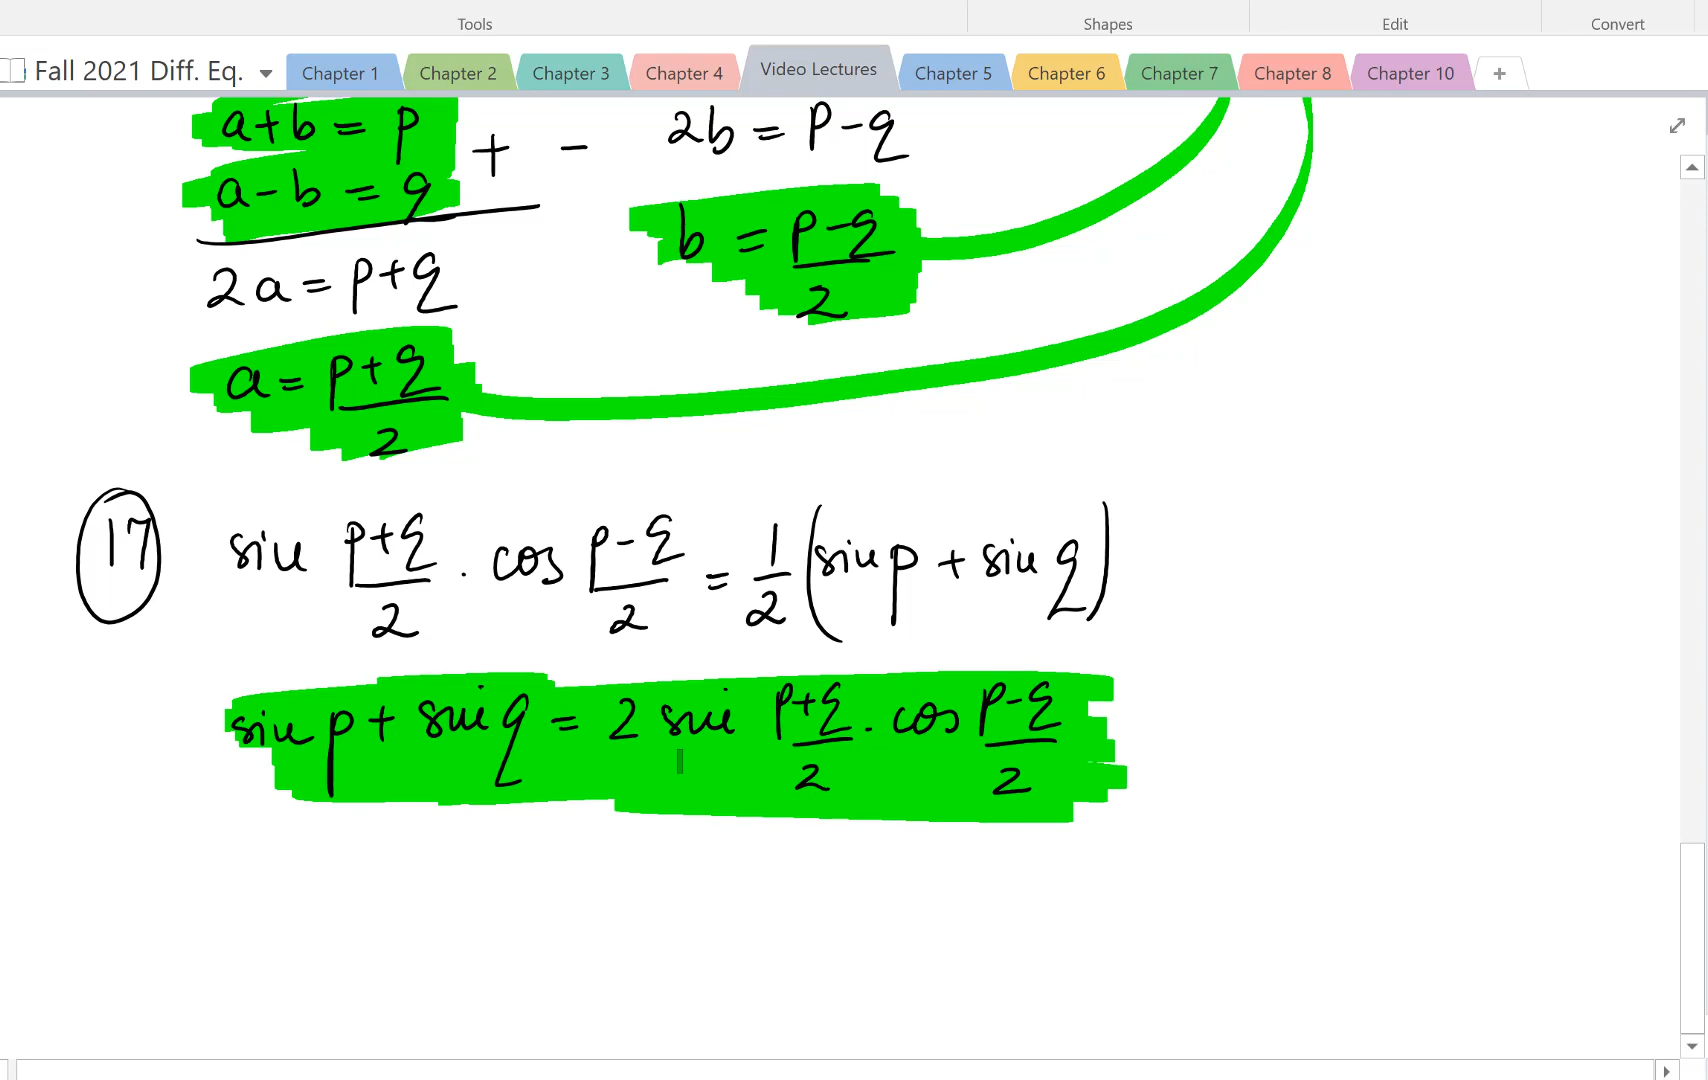 Tools Shapes Edit Convert
Fall 2021 Diff. Eq. Chapter 1 Chapter 2 Chapter 3 Chapter 4 Video Lectures Chapter 5 Chapter 6 Chapter 7 Chapter 8 Chapter 10 +
a+b = p
a-b = q
+ -
2a = p+q
a = p+q/2
2b = p-q
b = p-q/2
17 sin p+q/2 . cos p-q/2 = 1/2 (sin p + sin q)
sin p + sin q = 2 sin p+q/2 . cos p-q/2